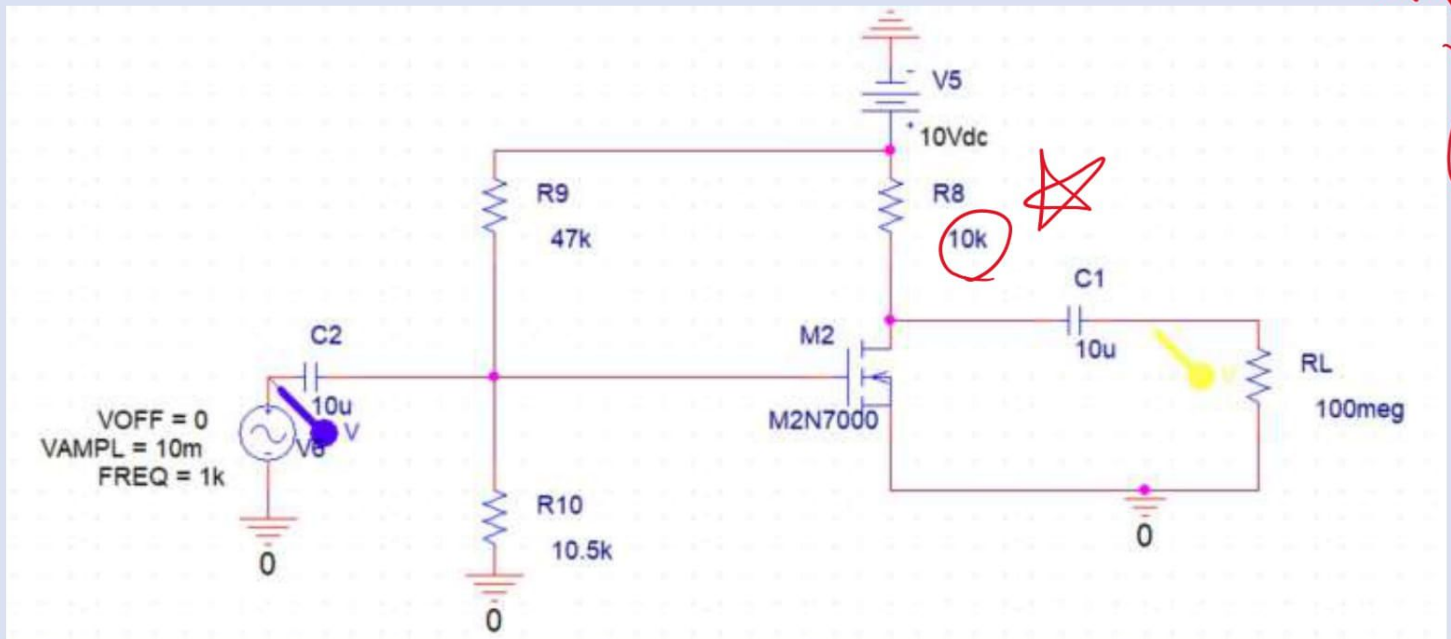 V5
-
+
10Vdc
R9
47k
R8
10k
C1
10u
C2
10u
M2
M2N7000
RL
100meg
V
V
VOFF = 0
VAMPL = 10m
FREQ = 1k
V6
R10
10.5k
0
0
0